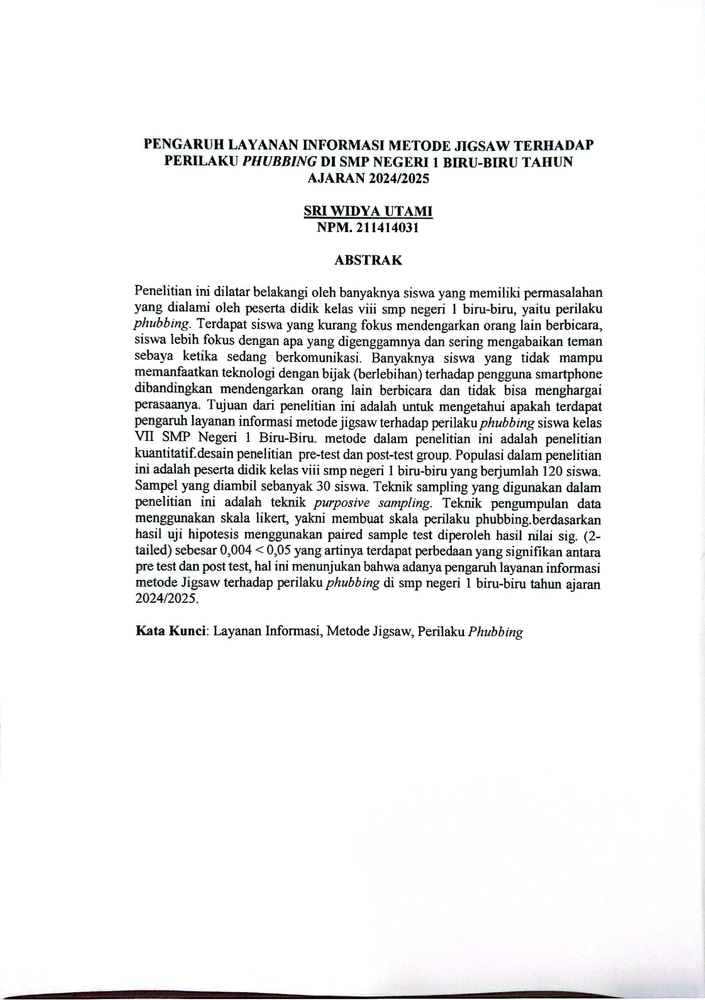 PENGARUH LAYANAN INFORMASI METODE JIGSAW TERHADAP
PERILAKU PHUBBING DI SMP NEGERI 1 BIRU-BIRU TAHUN
AJARAN 2024/2025
SRI WIDYA UTAMI
NPM. 211414031
ABSTRAK
Penelitian ini dilatar belakangi oleh banyaknya siswa yang memiliki permasalahan
yang dialami oleh peserta didik kelas viii smp negeri 1 biru-biru, yaitu perilaku
phubbing. Terdapat siswa yang kurang fokus mendengarkan orang lain berbicara,
siswa lebih fokus dengan apa yang digenggamnya dan sering mengabaikan teman
sebaya ketika sedang berkomunikasi. Banyaknya siswa yang tidak mampu
memanfaatkan teknologi dengan bijak (berlebihan) terhadap pengguna smartphone
dibandingkan mendengarkan orang lain berbicara dan tidak bisa menghargai
perasaanya. Tujuan dari penelitian ini adalah untuk mengetahui apakah terdapat
pengaruh layanan informasi metode jigsaw terhadap perilaku phubbing siswa kelas
VII SMP Negeri 1 Biru-Biru. metode dalam penelitian ini adalah penelitian
kuantitatif.desain penelitian pre-test dan post-test group. Populasi dalam penelitian
ini adalah peserta didik kelas viii smp negeri 1 biru-biru yang berjumlah 120 siswa.
Sampel yang diambil sebanyak 30 siswa. Teknik sampling yang digunakan dalam
penelitian ini adalah teknik purposive sampling. Teknik pengumpulan data
menggunakan skala likert, yakni membuat skala perilaku phubbing.berdasarkan
hasil uji hipotesis menggunakan paired sample test diperoleh hasil nilai sig. (2-
tailed) sebesar 0,004 < 0,05 yang artinya terdapat perbedaan yang signifikan antara
pre test dan post test, hal ini menunjukan bahwa adanya pengaruh layanan informasi
metode Jigsaw terhadap perilaku phubbing di smp negeri 1 biru-biru tahun ajaran
2024/2025.
Kata Kunci: Layanan Informasi, Metode Jigsaw, Perilaku Phubbing